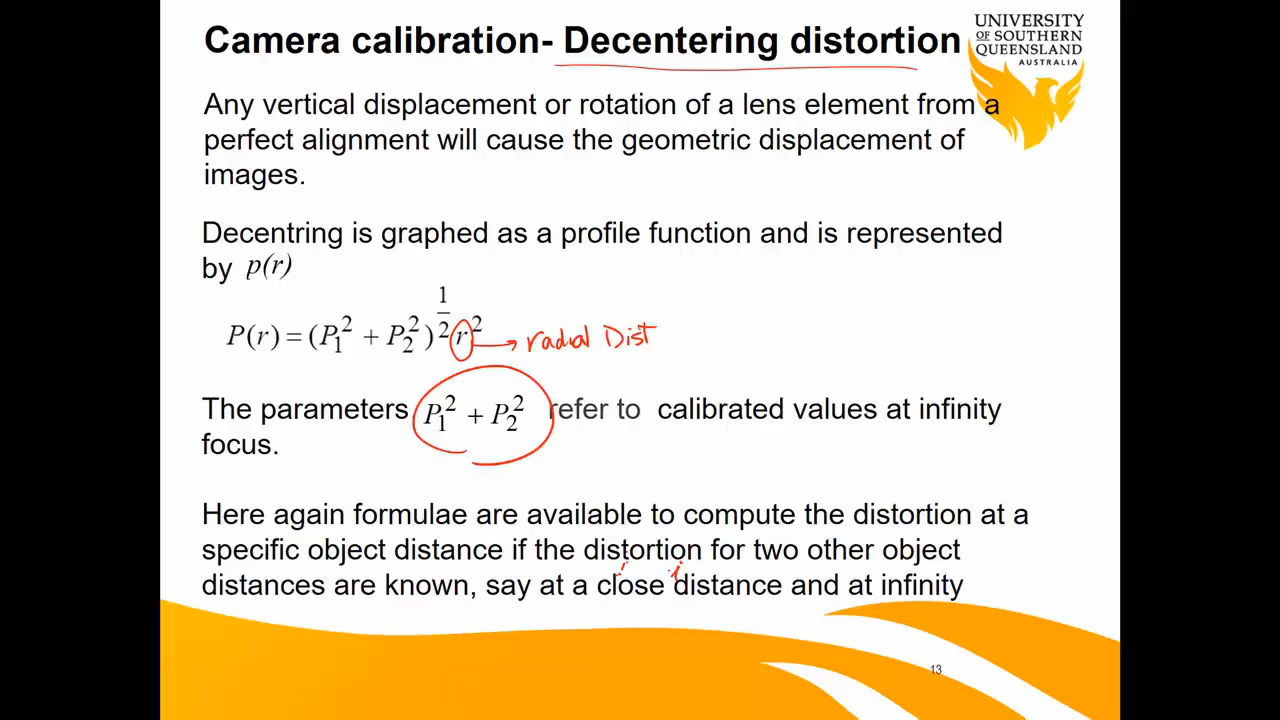 Camera calibration- Decentering distortion
UNIVERSITY
OF SOUTHERN
QUEENSLAND
AUSTRALIA
Any vertical displacement or rotation of a lens element from a
perfect alignment will cause the geometric displacement of
images.
Decentring is graphed as a profile function and is represented
by p(r)
P(r) = (P₁² + P₂²)^(1/2) r² → radial Dist
The parameters P₁² + P₂² refer to calibrated values at infinity
focus.
Here again formulae are available to compute the distortion at a
specific object distance if the distortion for two other object
distances are known, say at a close distance and at infinity
13